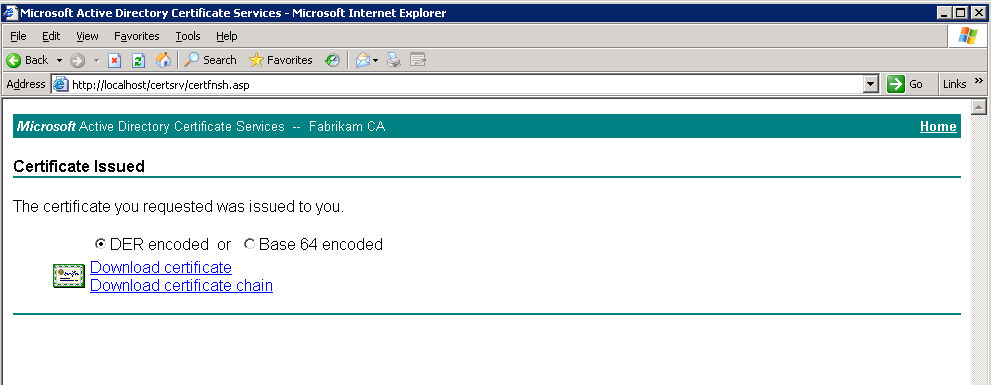 Microsoft Active Directory Certificate Services - Microsoft Internet Explorer
File Edit View Favorites Tools Help
Back Search Favorites
Address http://localhost/certsrv/certfnsh.asp Go Links »
Microsoft Active Directory Certificate Services -- Fabrikam CA Home
Certificate Issued
The certificate you requested was issued to you.
DER encoded or Base 64 encoded
Download certificate
Download certificate chain